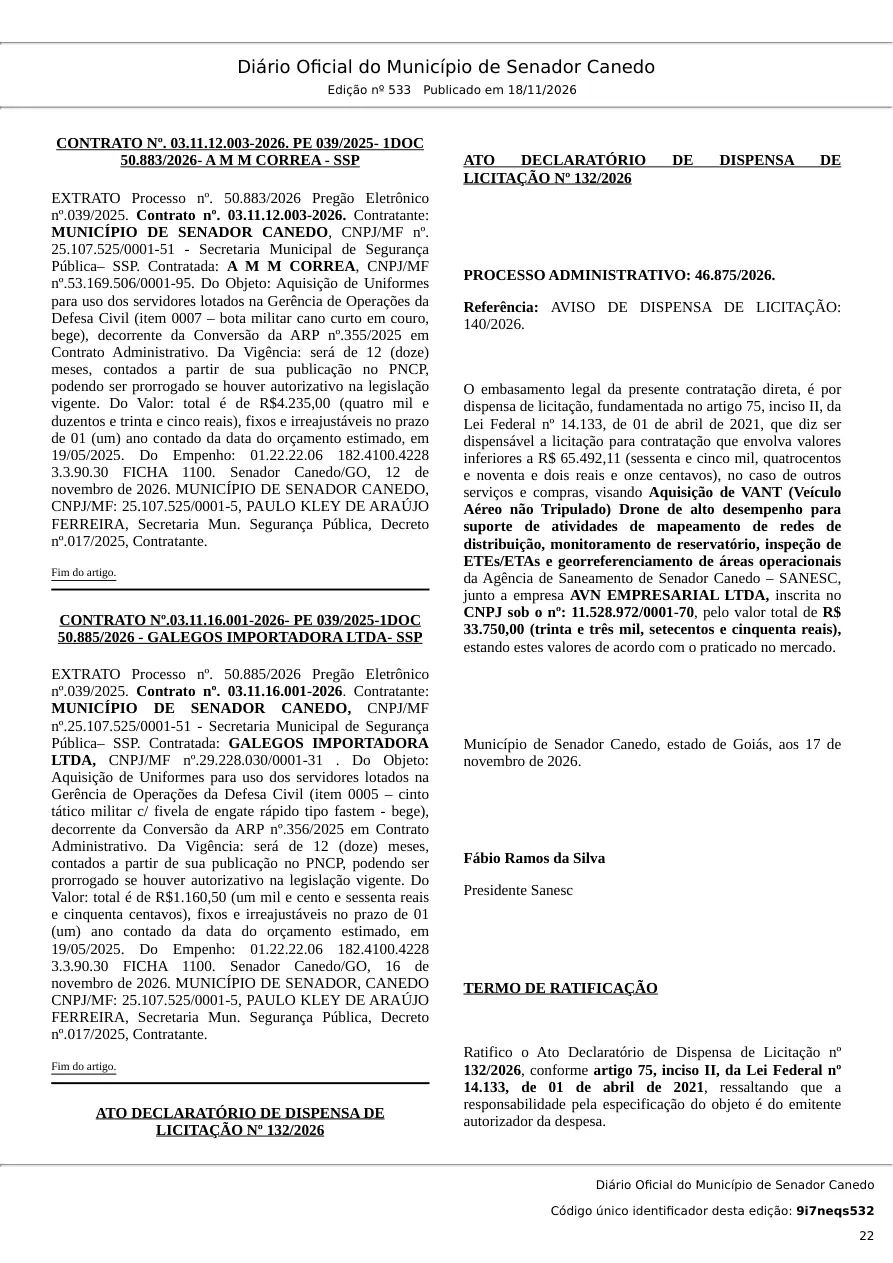 Diário Oficial do Município de Senador Canedo
Edição nº 533 Publicado em 18/11/2026
CONTRATO Nº. 03.11.12.003-2026. PE 039/2025- 1DOC
50.883/2026- A M M CORREA - SSP
EXTRATO Processo nº. 50.883/2026 Pregão Eletrônico
nº.039/2025. Contrato nº. 03.11.12.003-2026. Contratante:
MUNICÍPIO DE SENADOR CANEDO, CNPJ/MF nº.
25.107.525/0001-51 - Secretaria Municipal de Segurança
Pública– SSP. Contratada: A M M CORREA, CNPJ/MF
nº.53.169.506/0001-95. Do Objeto: Aquisição de Uniformes
para uso dos servidores lotados na Gerência de Operações da
Defesa Civil (item 0007 – bota militar cano curto em couro,
bege), decorrente da Conversão da ARP nº.355/2025 em
Contrato Administrativo. Da Vigência: será de 12 (doze)
meses, contados a partir de sua publicação no PNCP,
podendo ser prorrogado se houver autorizativo na legislação
vigente. Do Valor: total é de R$4.235,00 (quatro mil e
duzentos e trinta e cinco reais), fixos e irreajustáveis no prazo
de 01 (um) ano contado da data do orçamento estimado, em
19/05/2025. Do Empenho: 01.22.22.06 182.4100.4228
3.3.90.30 FICHA 1100. Senador Canedo/GO, 12 de
novembro de 2026. MUNICÍPIO DE SENADOR CANEDO,
CNPJ/MF: 25.107.525/0001-5, PAULO KLEY DE ARAÚJO
FERREIRA, Secretaria Mun. Segurança Pública, Decreto
nº.017/2025, Contratante.
Fim do artigo.
CONTRATO Nº.03.11.16.001-2026- PE 039/2025-1DOC
50.885/2026 - GALEGOS IMPORTADORA LTDA- SSP
EXTRATO Processo nº. 50.885/2026 Pregão Eletrônico
nº.039/2025. Contrato nº. 03.11.16.001-2026. Contratante:
MUNICÍPIO DE SENADOR CANEDO, CNPJ/MF
nº.25.107.525/0001-51 - Secretaria Municipal de Segurança
Pública– SSP. Contratada: GALEGOS IMPORTADORA
LTDA, CNPJ/MF nº.29.228.030/0001-31 . Do Objeto:
Aquisição de Uniformes para uso dos servidores lotados na
Gerência de Operações da Defesa Civil (item 0005 – cinto
tático militar c/ fivela de engate rápido tipo fastem - bege),
decorrente da Conversão da ARP nº.356/2025 em Contrato
Administrativo. Da Vigência: será de 12 (doze) meses,
contados a partir de sua publicação no PNCP, podendo ser
prorrogado se houver autorizativo na legislação vigente. Do
Valor: total é de R$1.160,50 (um mil e cento e sessenta reais
e cinquenta centavos), fixos e irreajustáveis no prazo de 01
(um) ano contado da data do orçamento estimado, em
19/05/2025. Do Empenho: 01.22.22.06 182.4100.4228
3.3.90.30 FICHA 1100. Senador Canedo/GO, 16 de
novembro de 2026. MUNICÍPIO DE SENADOR, CANEDO
CNPJ/MF: 25.107.525/0001-5, PAULO KLEY DE ARAÚJO
FERREIRA, Secretaria Mun. Segurança Pública, Decreto
nº.017/2025, Contratante.
Fim do artigo.
ATO DECLARATÓRIO DE DISPENSA DE
LICITAÇÃO Nº 132/2026
ATO DECLARATÓRIO DE DISPENSA DE
LICITAÇÃO Nº 132/2026
PROCESSO ADMINISTRATIVO: 46.875/2026.
Referência: AVISO DE DISPENSA DE LICITAÇÃO:
140/2026.
O embasamento legal da presente contratação direta, é por
dispensa de licitação, fundamentada no artigo 75, inciso II, da
Lei Federal nº 14.133, de 01 de abril de 2021, que diz ser
dispensável a licitação para contratação que envolva valores
inferiores a R$ 65.492,11 (sessenta e cinco mil, quatrocentos
e noventa e dois reais e onze centavos), no caso de outros
serviços e compras, visando Aquisição de VANT (Veículo
Aéreo não Tripulado) Drone de alto desempenho para
suporte de atividades de mapeamento de redes de
distribuição, monitoramento de reservatório, inspeção de
ETEs/ETAs e georreferenciamento de áreas operacionais
da Agência de Saneamento de Senador Canedo – SANESC,
junto a empresa AVN EMPRESARIAL LTDA, inscrito no
CNPJ sob o nº: 11.528.972/0001-70, pelo valor total de R$
33.750,00 (trinta e três mil, setecentos e cinquenta reais),
estando estes valores de acordo com o praticado no mercado.
Município de Senador Canedo, estado de Goiás, aos 17 de
novembro de 2026.
Fábio Ramos da Silva
Presidente Sanesc
TERMO DE RATIFICAÇÃO
Ratifico o Ato Declaratório de Dispensa de Licitação nº
132/2026, conforme artigo 75, inciso II, da Lei Federal nº
14.133, de 01 de abril de 2021, ressaltando que a
responsabilidade pela especificação do objeto é do emitente
autorizador da despesa.
Diário Oficial do Município de Senador Canedo
Código único identificador desta edição: 9i7neqs532
22